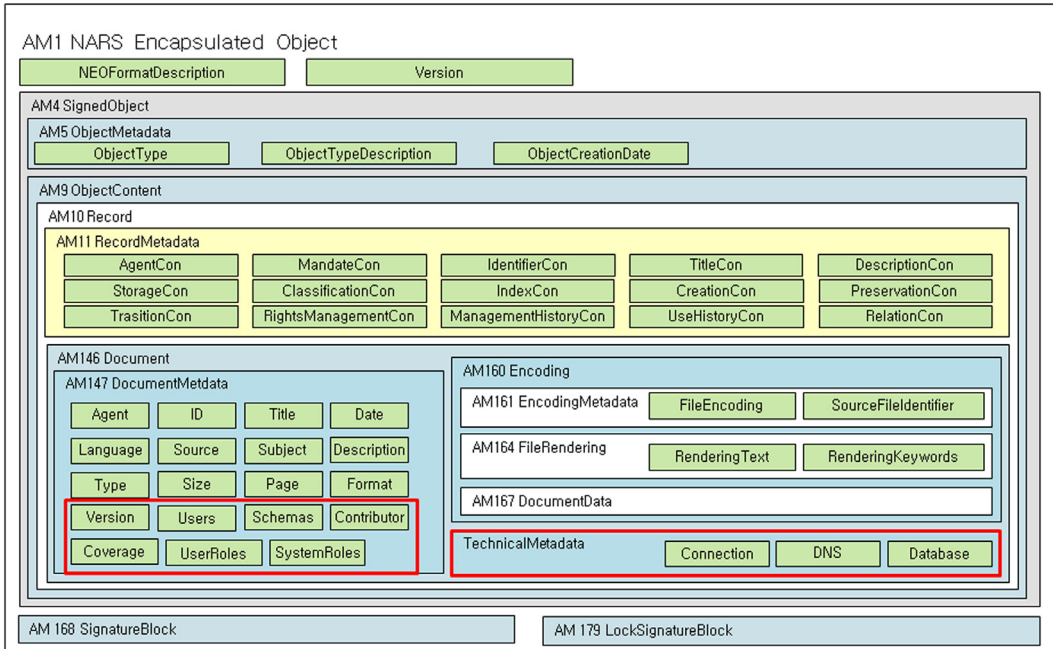 AM1 NARS Encapsulated Object
NEOFormatDescription Version
AM4 SignedObject
AM5 ObjectMetadata
ObjectType ObjectTypeDescription ObjectCreationDate
AM9 ObjectContent
AM10 Record
AM11 RecordMetadata
AgentCon MandateCon IdentifierCon TitleCon DescriptionCon
StorageCon ClassificationCon IndexCon CreationCon PreservationCon
TrasitionCon RightsManagementCon ManagementHistoryCon UseHistoryCon RelationCon
AM146 Document
AM147 DocumentMetdata
Agent ID Title Date
Language Source Subject Description
Type Size Page Format
Version Users Schemas Contributor
Coverage UserRoles SystemRoles
AM160 Encoding
AM161 EncodingMetadata FileEncoding SourceFileIdentifier
AM164 FileRendering RenderingText RenderingKeywords
AM167 DocumentData
TechnicalMetadata Connection DNS Database
AM 168 SignatureBlock
AM 179 LockSignatureBlock